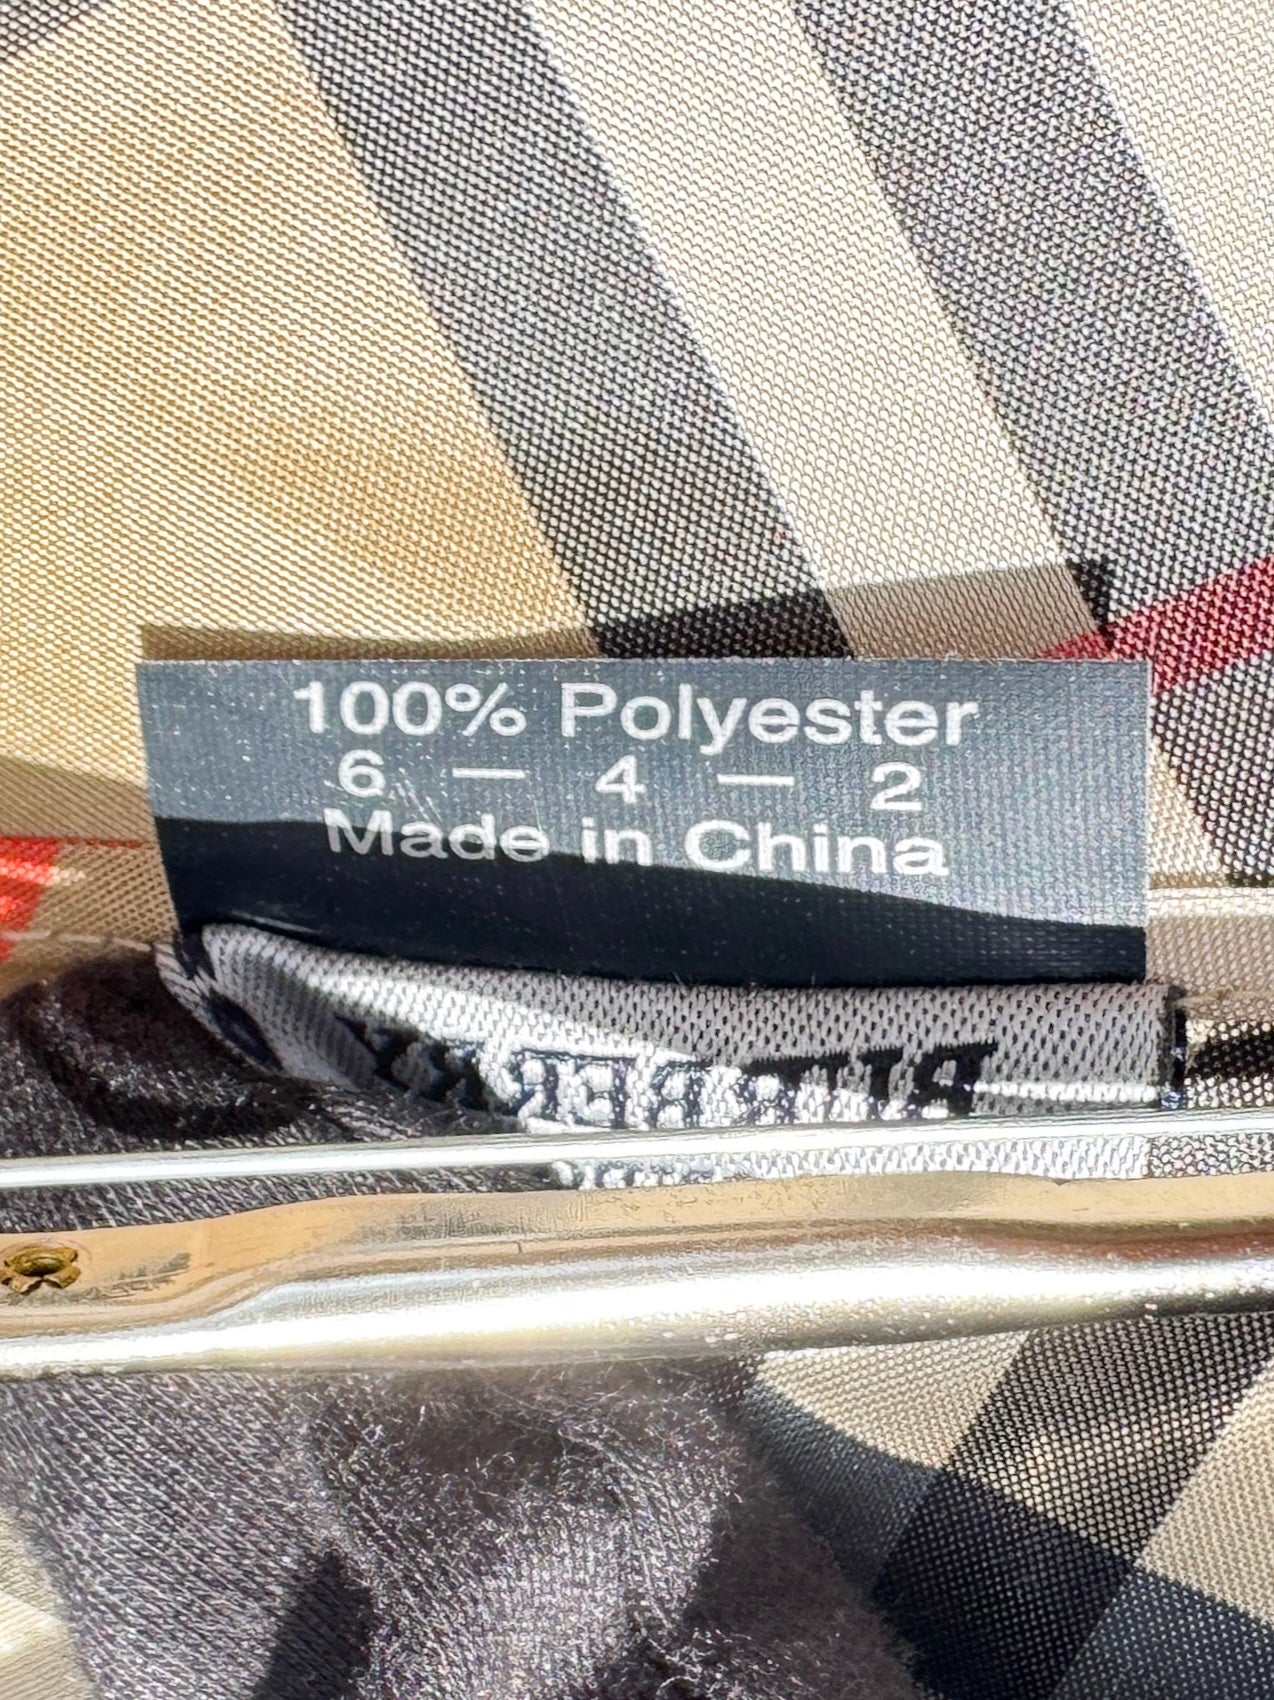 100% Polyester
6 — 4 — 2
Made in China